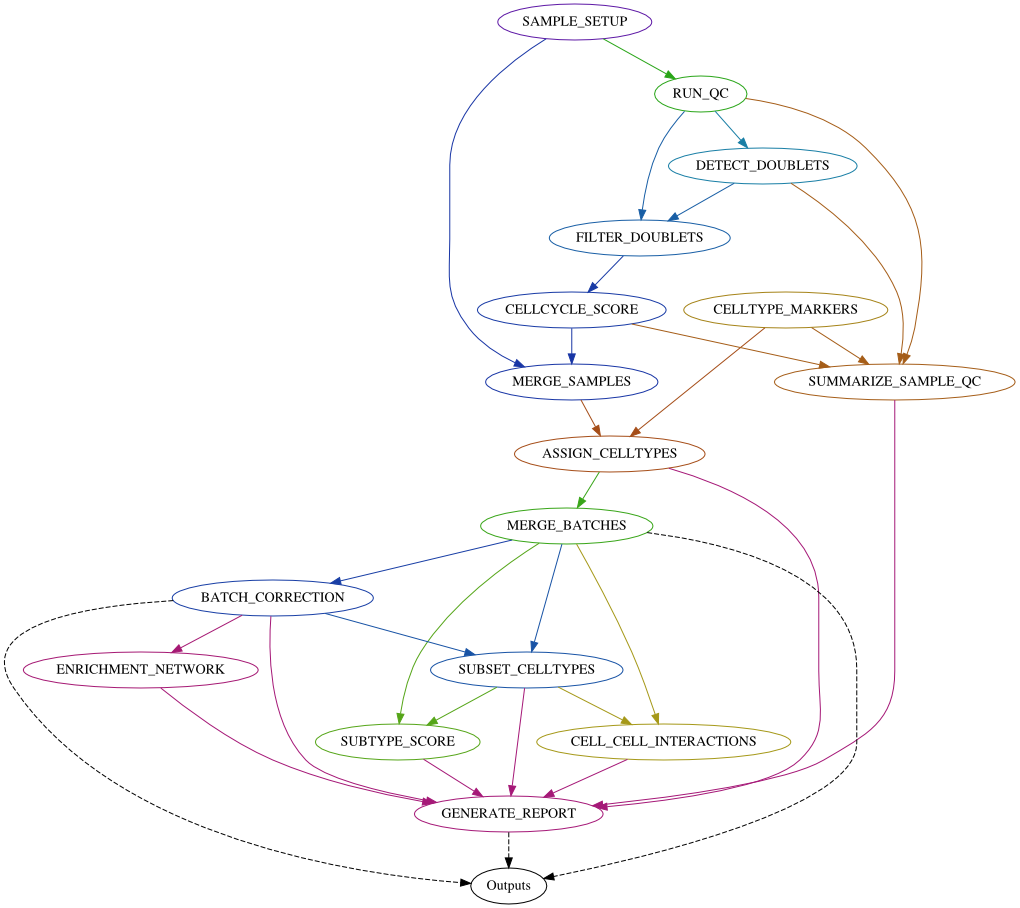 SAMPLE_SETUP
RUN_QC
DETECT_DOUBLETS
FILTER_DOUBLETS
CELLCYCLE_SCORE
CELLTYPE_MARKERS
MERGE_SAMPLES
SUMMARIZE_SAMPLE_QC
ASSIGN_CELLTYPES
MERGE_BATCHES
BATCH_CORRECTION
ENRICHMENT_NETWORK
SUBSET_CELLTYPES
SUBTYPE_SCORE
CELL_CELL_INTERACTIONS
GENERATE_REPORT
Outputs